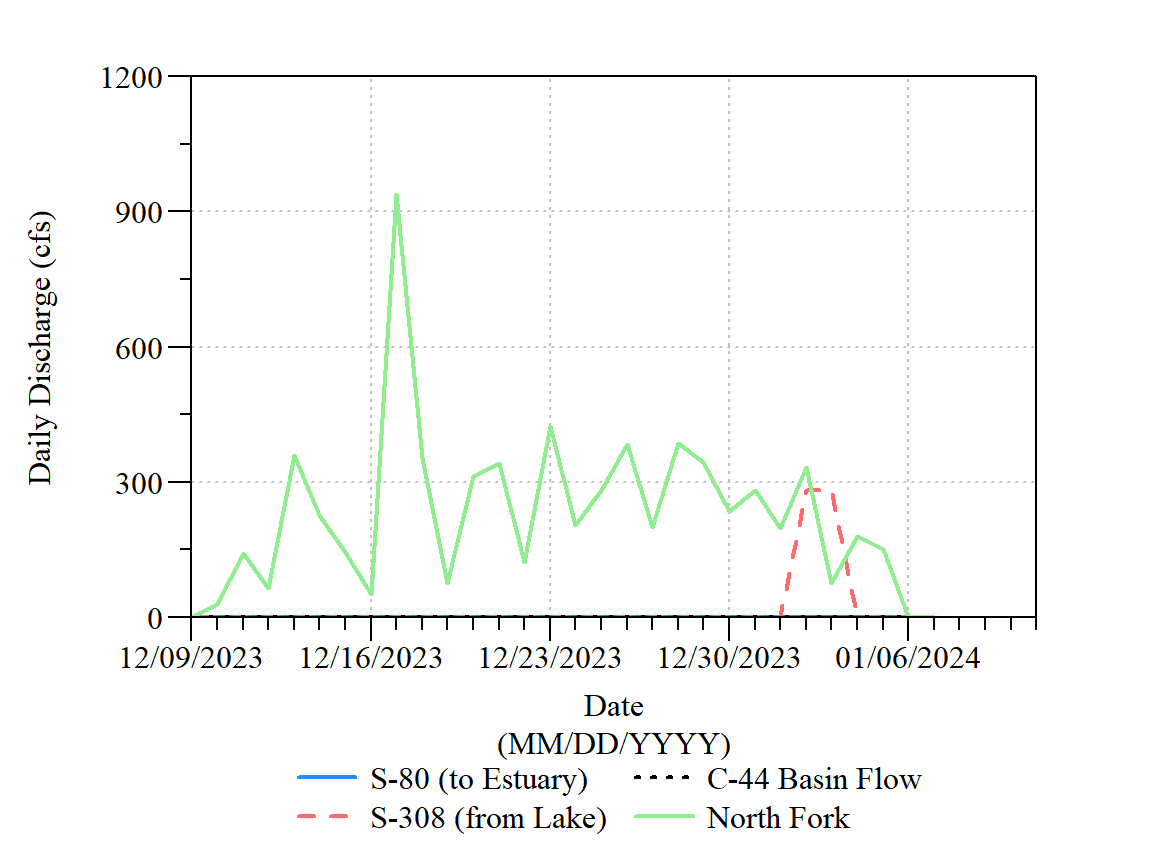 1200
900
600
300
0
Daily Discharge (cfs)
12/09/2023 12/16/2023 12/23/2023 12/30/2023 01/06/2024
Date
(MM/DD/YYYY)
S-80 (to Estuary) C-44 Basin Flow
S-308 (from Lake) North Fork